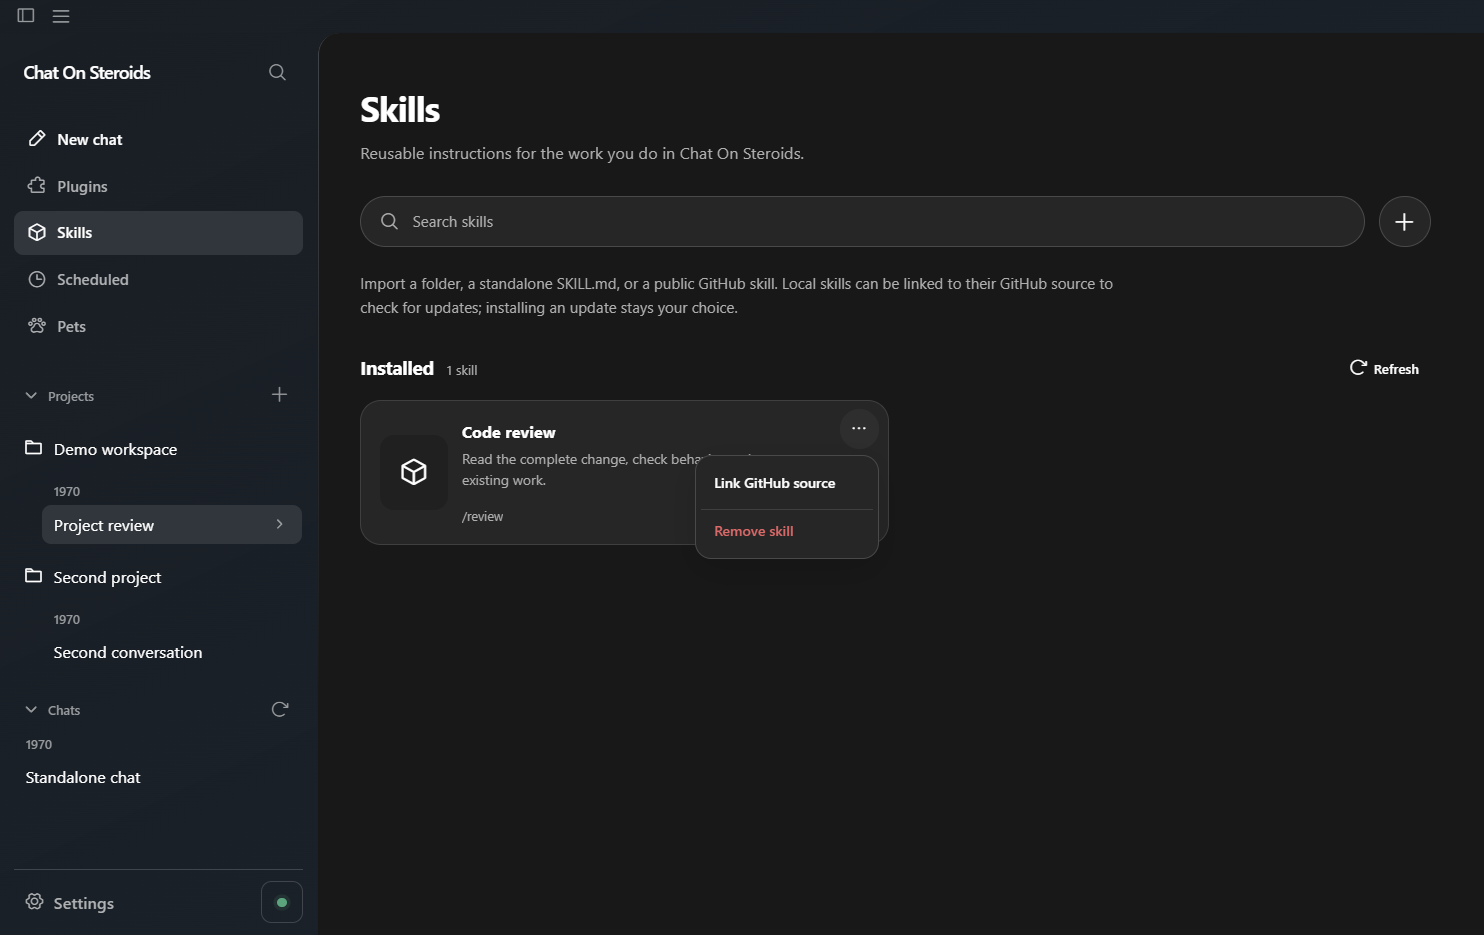 Chat On Steroids
New chat
Plugins
Skills
Scheduled
Pets
Projects
Demo workspace
1970
Project review
Second project
1970
Second conversation
Chats
1970
Standalone chat
Settings
Skills
Reusable instructions for the work you do in Chat On Steroids.
Search skills
Import a folder, a standalone SKILL.md, or a public GitHub skill. Local skills can be linked to their GitHub source to
check for updates; installing an update stays your choice.
Installed 1 skill
Refresh
Code review
Read the complete change, check
existing work.
/review
Link GitHub source
Remove skill